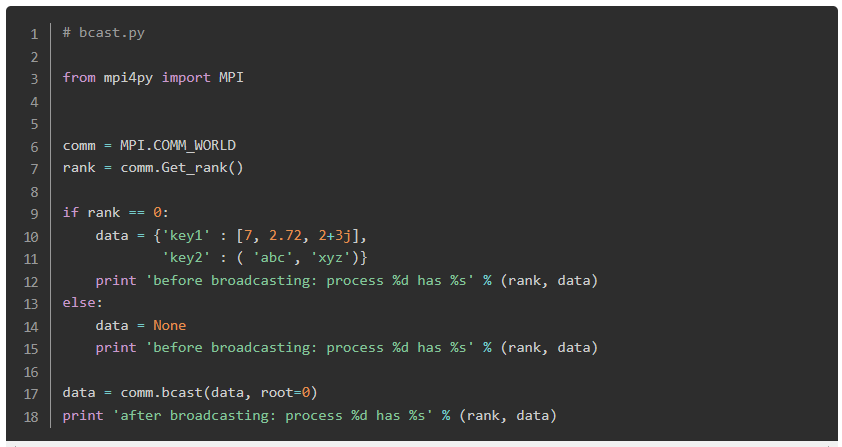 1 # bcast.py
2
3 from mpi4py import MPI
4
5
6 comm = MPI.COMM_WORLD
7 rank = comm.Get_rank()
8
9 if rank == 0:
10     data = {'key1' : [7, 2.72, 2+3j],
11             'key2' : ( 'abc', 'xyz')}
12     print 'before broadcasting: process %d has %s' % (rank, data)
13 else:
14     data = None
15     print 'before broadcasting: process %d has %s' % (rank, data)
16
17 data = comm.bcast(data, root=0)
18 print 'after broadcasting: process %d has %s' % (rank, data)